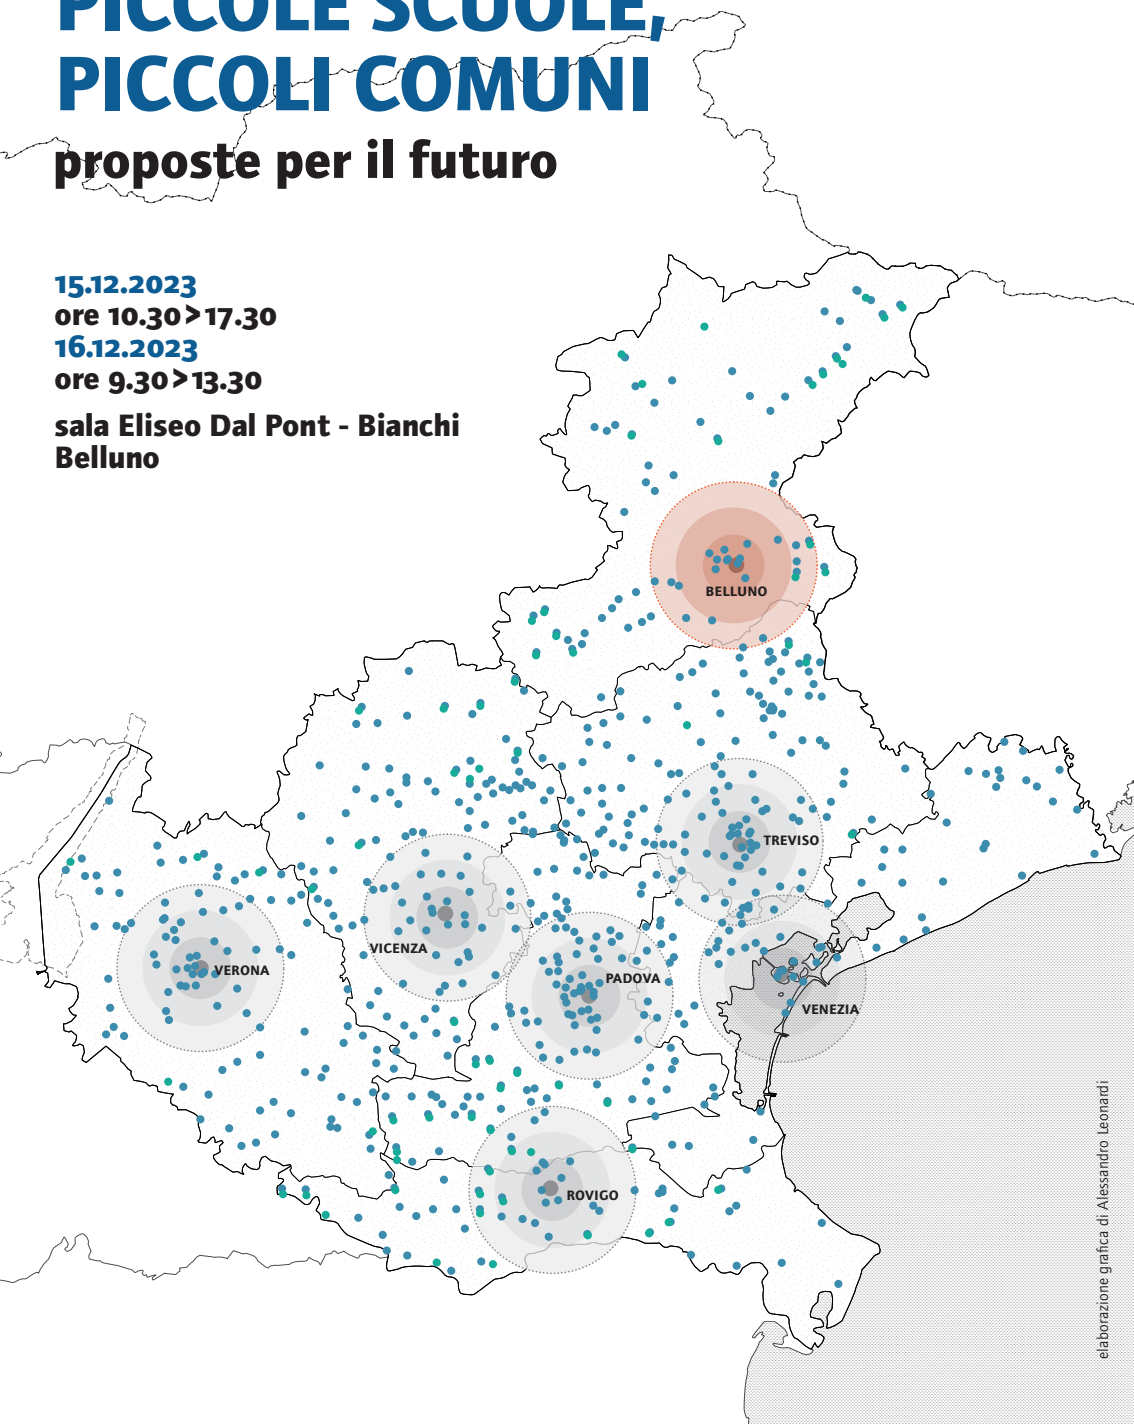 PICCOLE SCUOLE,
PICCOLI COMUNI
proposte per il futuro
15.12.2023
ore 10.30>17.30
16.12.2023
ore 9.30>13.30
sala Eliseo Dal Pont - Bianchi
Belluno
BELLUNO
TREVISO
VICENZA
VERONA
PADOVA
VENEZIA
ROVIGO
elaborazione grafica di Alessandro Leonardi